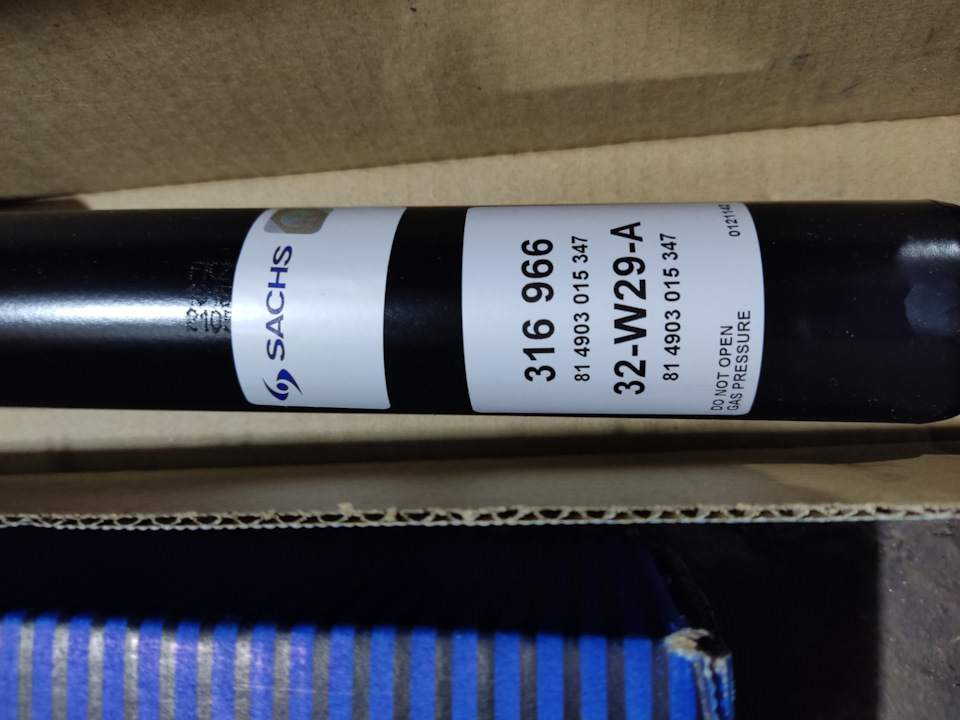 SACHS
316 966
81 4903 015 347
32-W29-A
81 4903 015 347
DO NOT OPEN
GAS PRESSURE